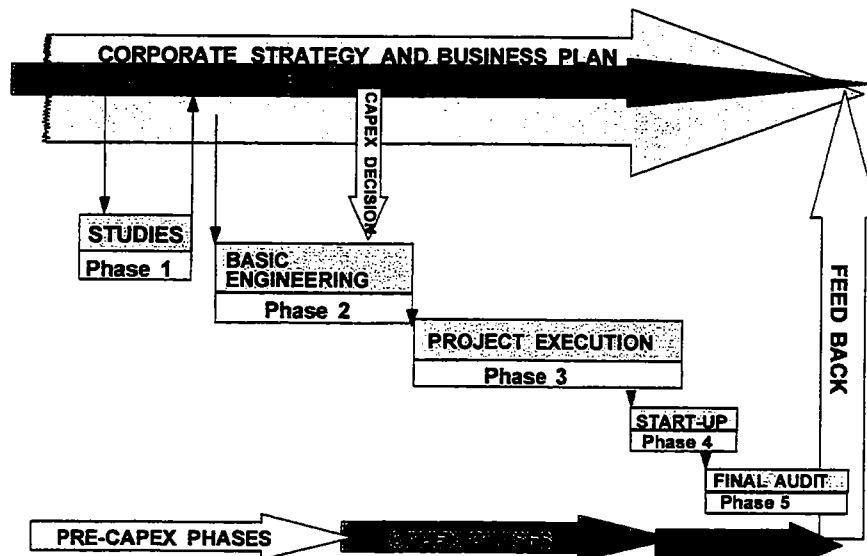 CORPORATE STRATEGY AND BUSINESS PLAN
CAPEX DECISION
STUDIES
Phase 1
BASIC
ENGINEERING
Phase 2
PROJECT EXECUTION
Phase 3
START-UP
Phase 4
FINAL AUDIT
Phase 5
FEED BACK
PRE-CAPEX PHASES